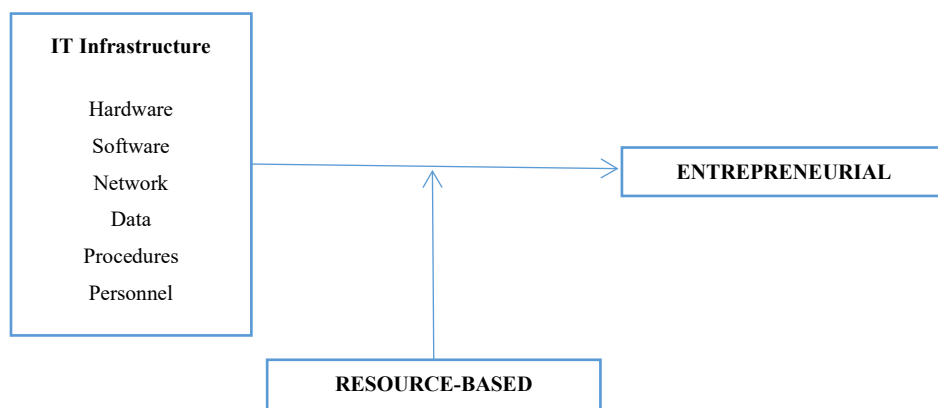 IT Infrastructure
Hardware
Software
Network
Data
Procedures
Personnel
ENTREPRENEURIAL
RESOURCE-BASED